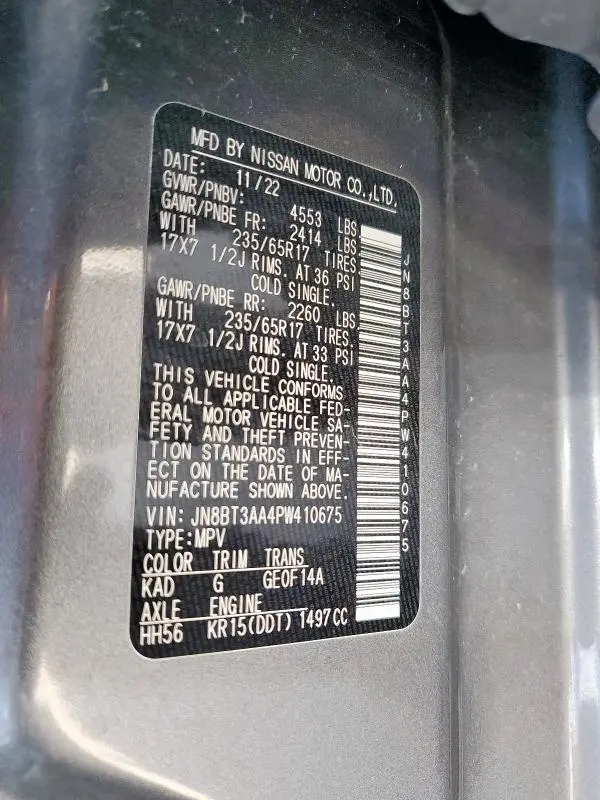 MFD BY NISSAN MOTOR CO.,LTD.
DATE: 11/22
GVWR/PNBV: 4553 LBS
GAWR/PNBE FR: 2414 LBS
WITH 235/65R17 TIRES,
17X7 1/2J RIMS. AT 36 PSI
COLD SINGLE.
GAWR/PNBE RR: 2260 LBS
WITH 235/65R17 TIRES,
17X7 1/2J RIMS. AT 33 PSI
COLD SINGLE.
THIS VEHICLE CONFORMS
TO ALL APPLICABLE FED-
ERAL MOTOR VEHICLE SA-
FETY AND THEFT PREVEN-
TION STANDARDS IN EFF-
ECT ON THE DATE OF MA-
NUFACTURE SHOWN ABOVE.
VIN: JN8BT3AA4PW410675
TYPE:MPV
COLOR TRIM TRANS
KAD G GE0F14A
AXLE ENGINE
HH56 KR15(DDT) 1497CC
JN8BT3AA4PW410675